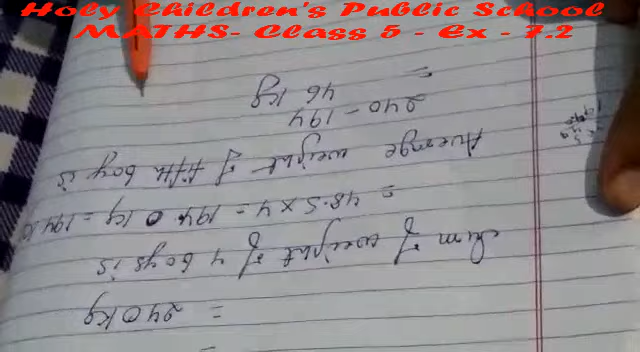 Holy Children's Public School
MATHS- Class 5 - Ex - 7.2
= 240 Kg
Sum of weight of 4 boys is
= 48.5 x 4 = 194.0 Kg = 194 Kg
Average weight of fifth boy is
240 - 194
= 46 Kg